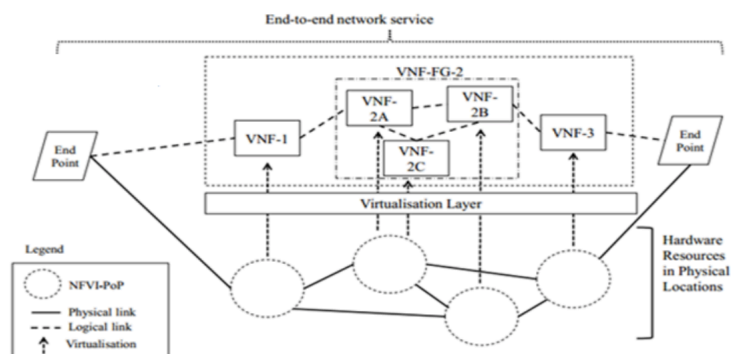 End-to-end network service
VNF-FG-2
VNF-
2A
VNF-
2B
VNF-1
VNF-
2C
VNF-3
End
Point
End
Point
Virtualisation Layer
Hardware
Resources
in Physical
Locations
Legend
NFVI-PoP
Physical link
Logical link
Virtualisation